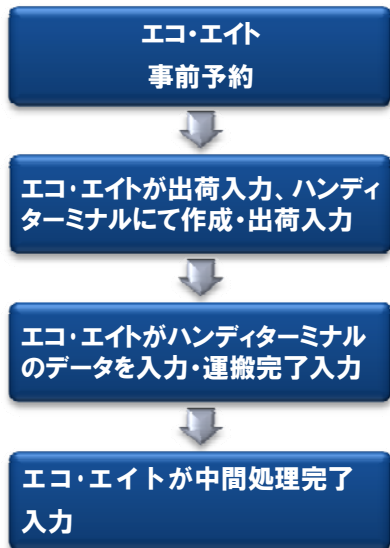 エコ・エイト
事前予約
エコ・エイトが出荷入力、ハンディ
ターミナルにて作成・出荷入力
エコ・エイトがハンディターミナル
のデータを入力・運搬完了入力
エコ・エイトが中間処理完了
入力